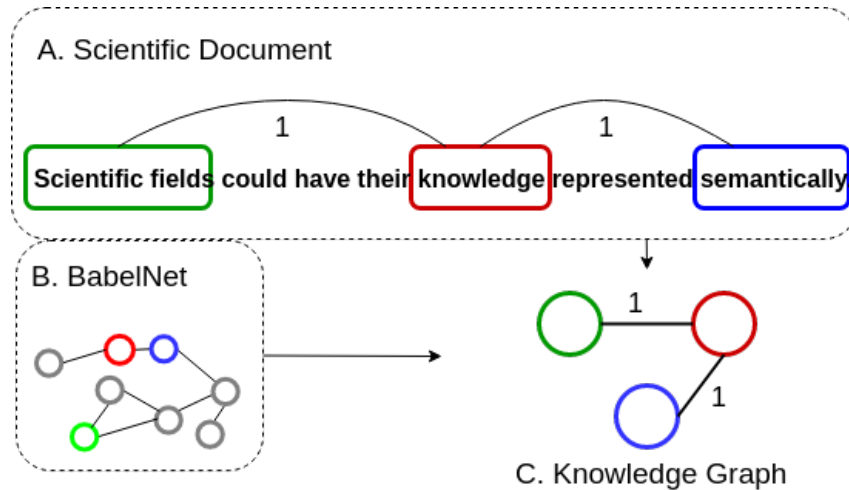 A. Scientific Document
1 1
Scientific fields could have their knowledge represented semantically
B. BabelNet
1
1
C. Knowledge Graph